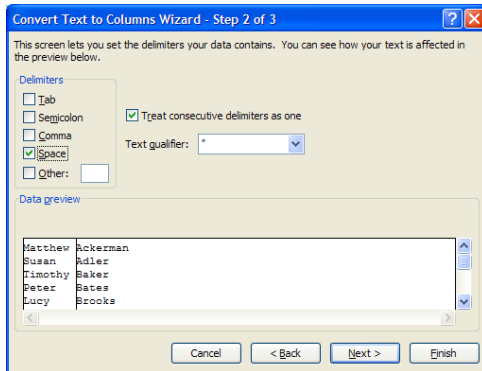 Convert Text to Columns Wizard - Step 2 of 3
This screen lets you set the delimiters your data contains. You can see how your text is affected in
the preview below.
Delimiters
Tab
Semicolon
Comma
Space
Other:
Treat consecutive delimiters as one
Text qualifier: "
Data preview
Matthew Ackerman
Susan Adler
Timothy Baker
Peter Bates
Lucy Brooks
Cancel < Back Next > Finish